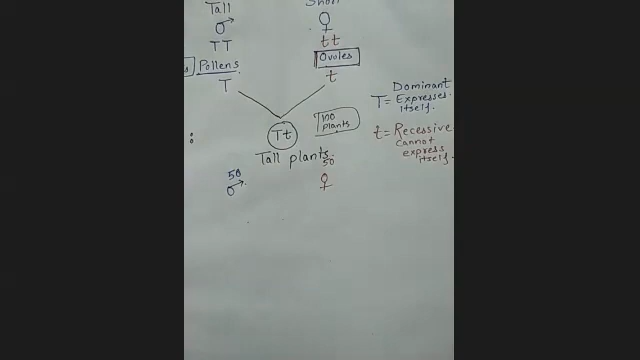 Tall
Short
TT
tt
Pollens
Ovules
T
t
Dominant
T = Expresses
itself.
Tt
plants
t = Recessive
cannot
express
itself.
Tall plants.
50
50